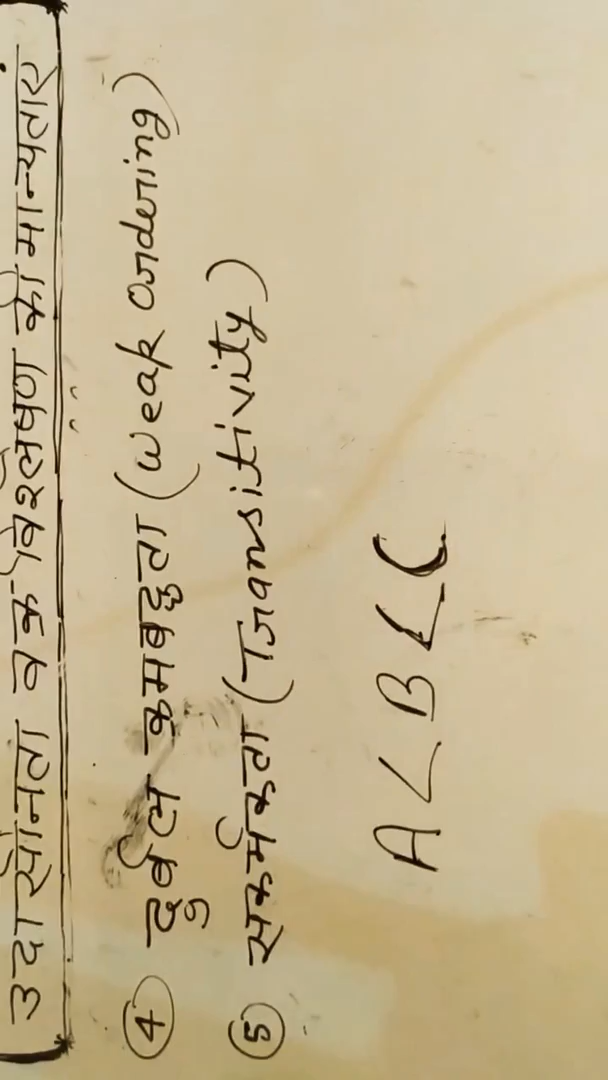 उदासीनता वक्र विश्लेषण की मान्यताएं
④ दुर्बल क्रमबद्धता (Weak ordering)
⑤ सकर्मकता (Transitivity)
A < B < C